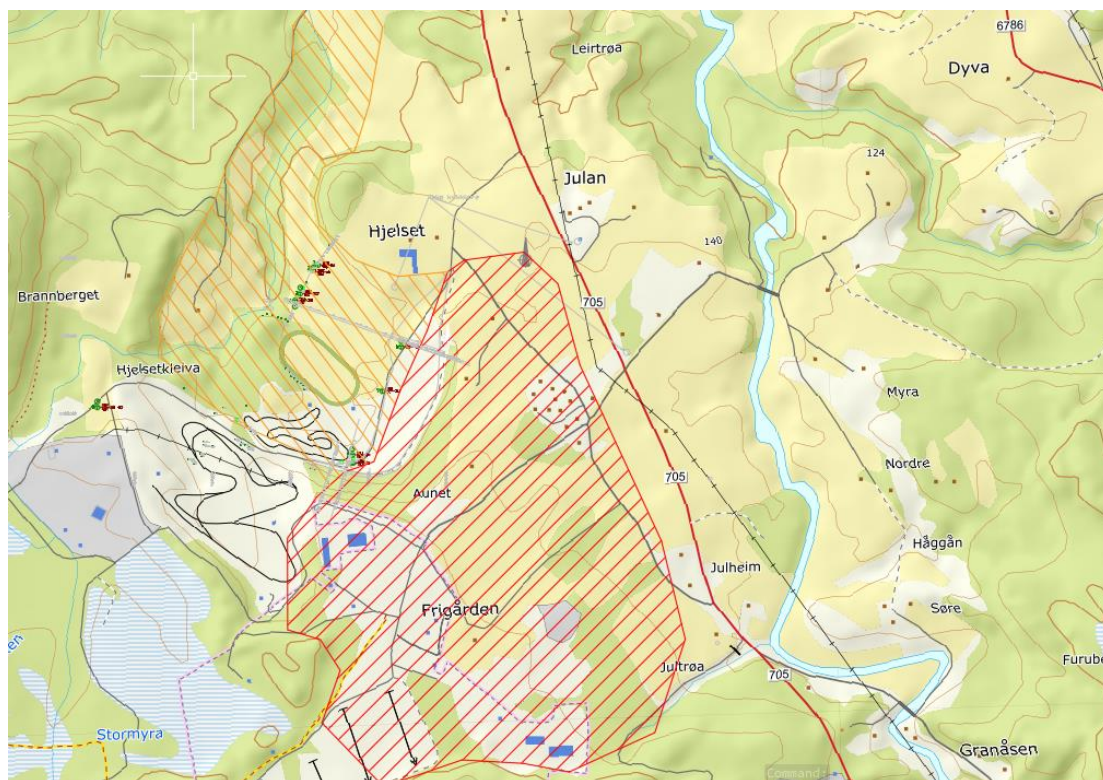 6786
Leirtrøa
Dyva
124
Julan
Hjelset
140
Brannberget
705
Hjelsetkleiva
Myra
Nordre
705
Aunet
Håggån
Julheim
Frigården
Søre
Jultrøa
Furube
705
Stormyra
Granåsen
Command: